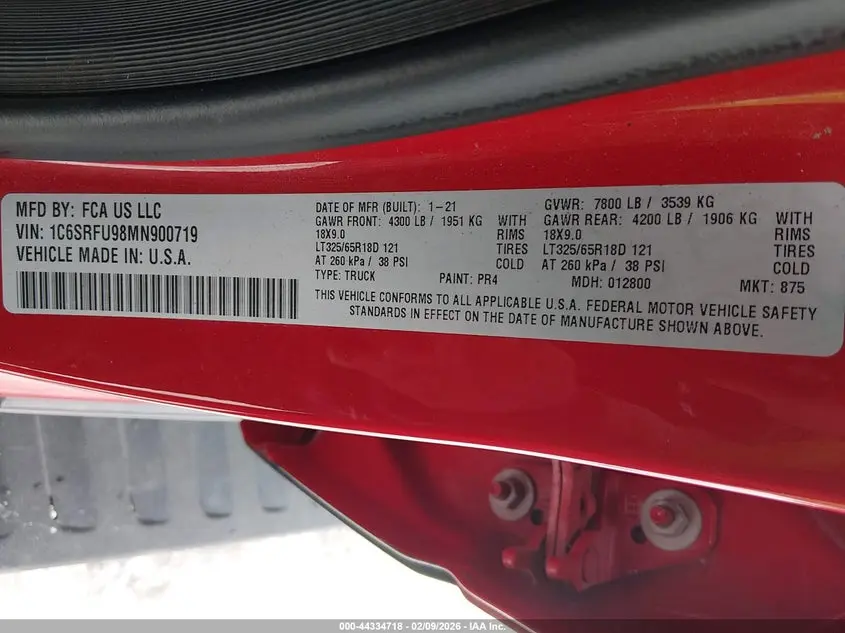 MFD BY: FCA US LLC
VIN: 1C6SRFU98MN900719
VEHICLE MADE IN: U.S.A.
DATE OF MFR (BUILT): 1-21 GVWR: 7800 LB / 3539 KG
GAWR FRONT: 4300 LB / 1951 KG WITH GAWR REAR: 4200 LB / 1906 KG WITH
18X9.0 RIMS 18X9.0 RIMS
LT325/65R18D 121 TIRES LT325/65R18D 121 TIRES
AT 260 kPa / 38 PSI COLD AT 260 kPa / 38 PSI COLD
TYPE: TRUCK PAINT: PR4 MDH: 012800 MKT: 875
THIS VEHICLE CONFORMS TO ALL APPLICABLE U.S.A. FEDERAL MOTOR VEHICLE SAFETY
STANDARDS IN EFFECT ON THE DATE OF MANUFACTURE SHOWN ABOVE.
000-44334718 - 02/09/2026 - IAA Inc.